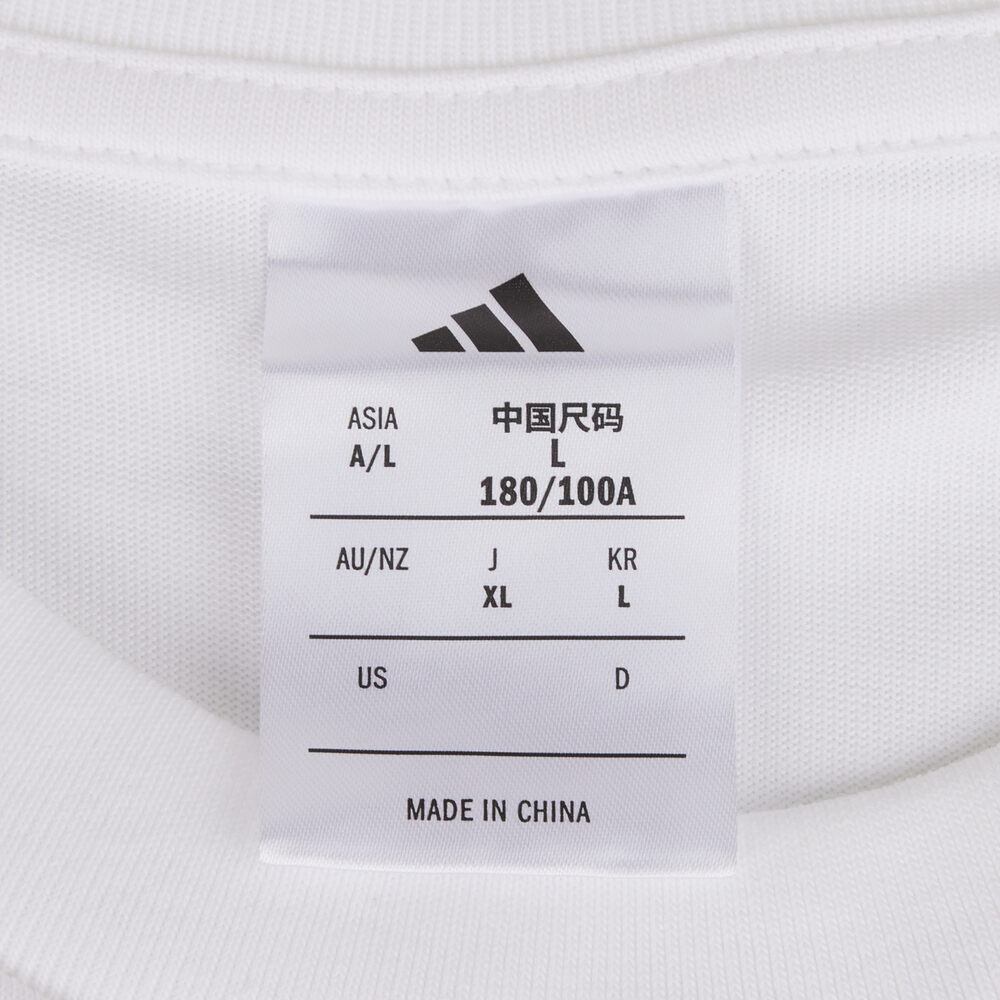 ASIA 中国尺码
A/L L
180/100A
AU/NZ J KR
XL L
US D
MADE IN CHINA